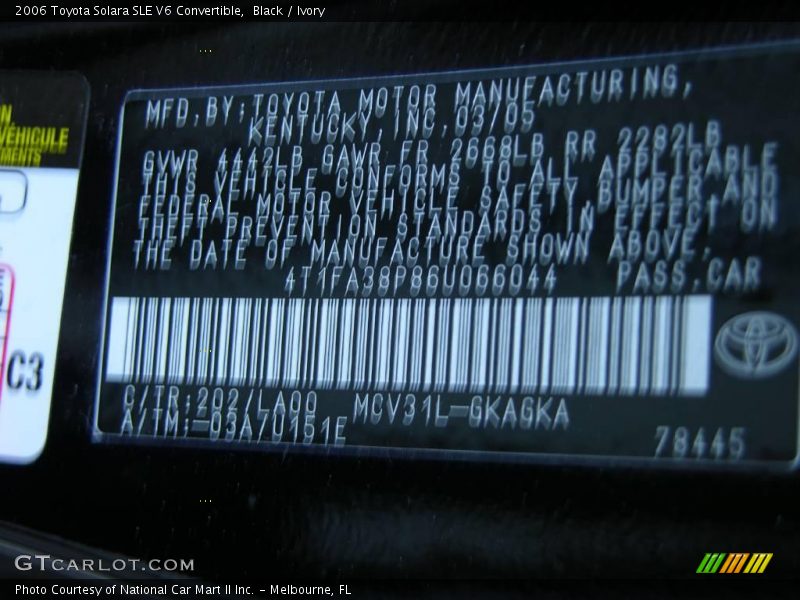 2006 Toyota Solara SLE V6 Convertible, Black / Ivory
MFD.BY:TOYOTA MOTOR MANUFACTURING,
KENTUCKY,INC.03/05
GVWR 4442LB GAWR FR 2668LB RR 2282LB
THIS VEHICLE CONFORMS TO ALL APPLICABLE
FEDERAL MOTOR VEHICLE SAFETY,BUMPER,AND
THEFT PREVENTION STANDARDS IN EFFECT ON
THE DATE OF MANUFACTURE SHOWN ABOVE.
4T1FA38P86U066044 PASS.CAR
C/TR:202/LA00 MCV31L-GKAGKA
A/TM:-03A/U151E
78445
VEHICULE
C3
GTCARLOT.COM
Photo Courtesy of National Car Mart II Inc. – Melbourne, FL